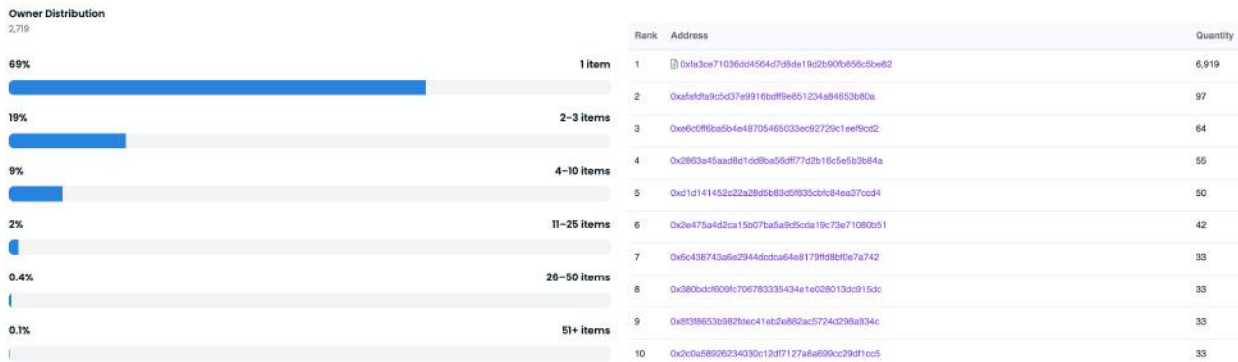 Owner Distribution
2,719
69% 1 item
19% 2–3 items
9% 4–10 items
2% 11–25 items
0.4% 26–50 items
0.1% 51+ items
Rank Address Quantity
1 0xfa3ce71036dd4564d7d8de19d2b90fb856c5be82 6,919
2 0xafafdfa9c5d37e9916bdff9e851234a84653b80a 97
3 0xe6c0ff6ba5b4e48705465033ec92729c1eef9cd2 64
4 0x2863a45aad8d1dd8ba56dff77d2b16c5e5b3b84a 55
5 0xd1d141452c22a28d5b83d5f835cbfc84ea37ccd4 50
6 0x2e475a4d2ca15b07ba5a9d5cda19c73e71080b51 42
7 33
8 0x380bdcf609fc706783335434e1e028013dc915dc 33
9 0x8f3f8653b982fdec41eb2e882ac5724d298a934c 33
10 0x2c0a58926234030c12df7127a6a699cc29df1cc5 33